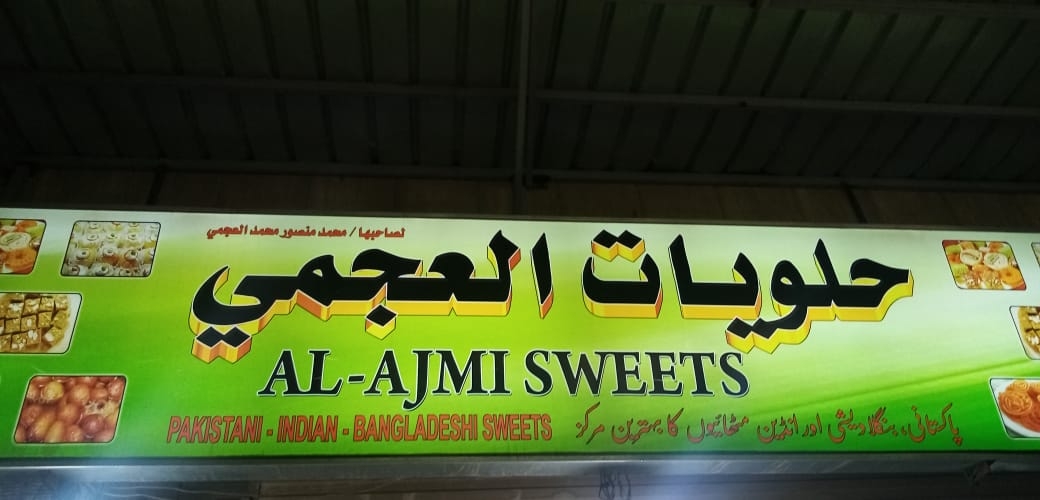 لصاحبها / محمد منصور محمد العجمي
حلويات العجمي
AL-AJMI SWEETS
PAKISTANI - INDIAN - BANGLADESHI SWEETS
پاکستانی، بنگلادیشی اور انڈین مٹھائیوں کا بہترین مرکز